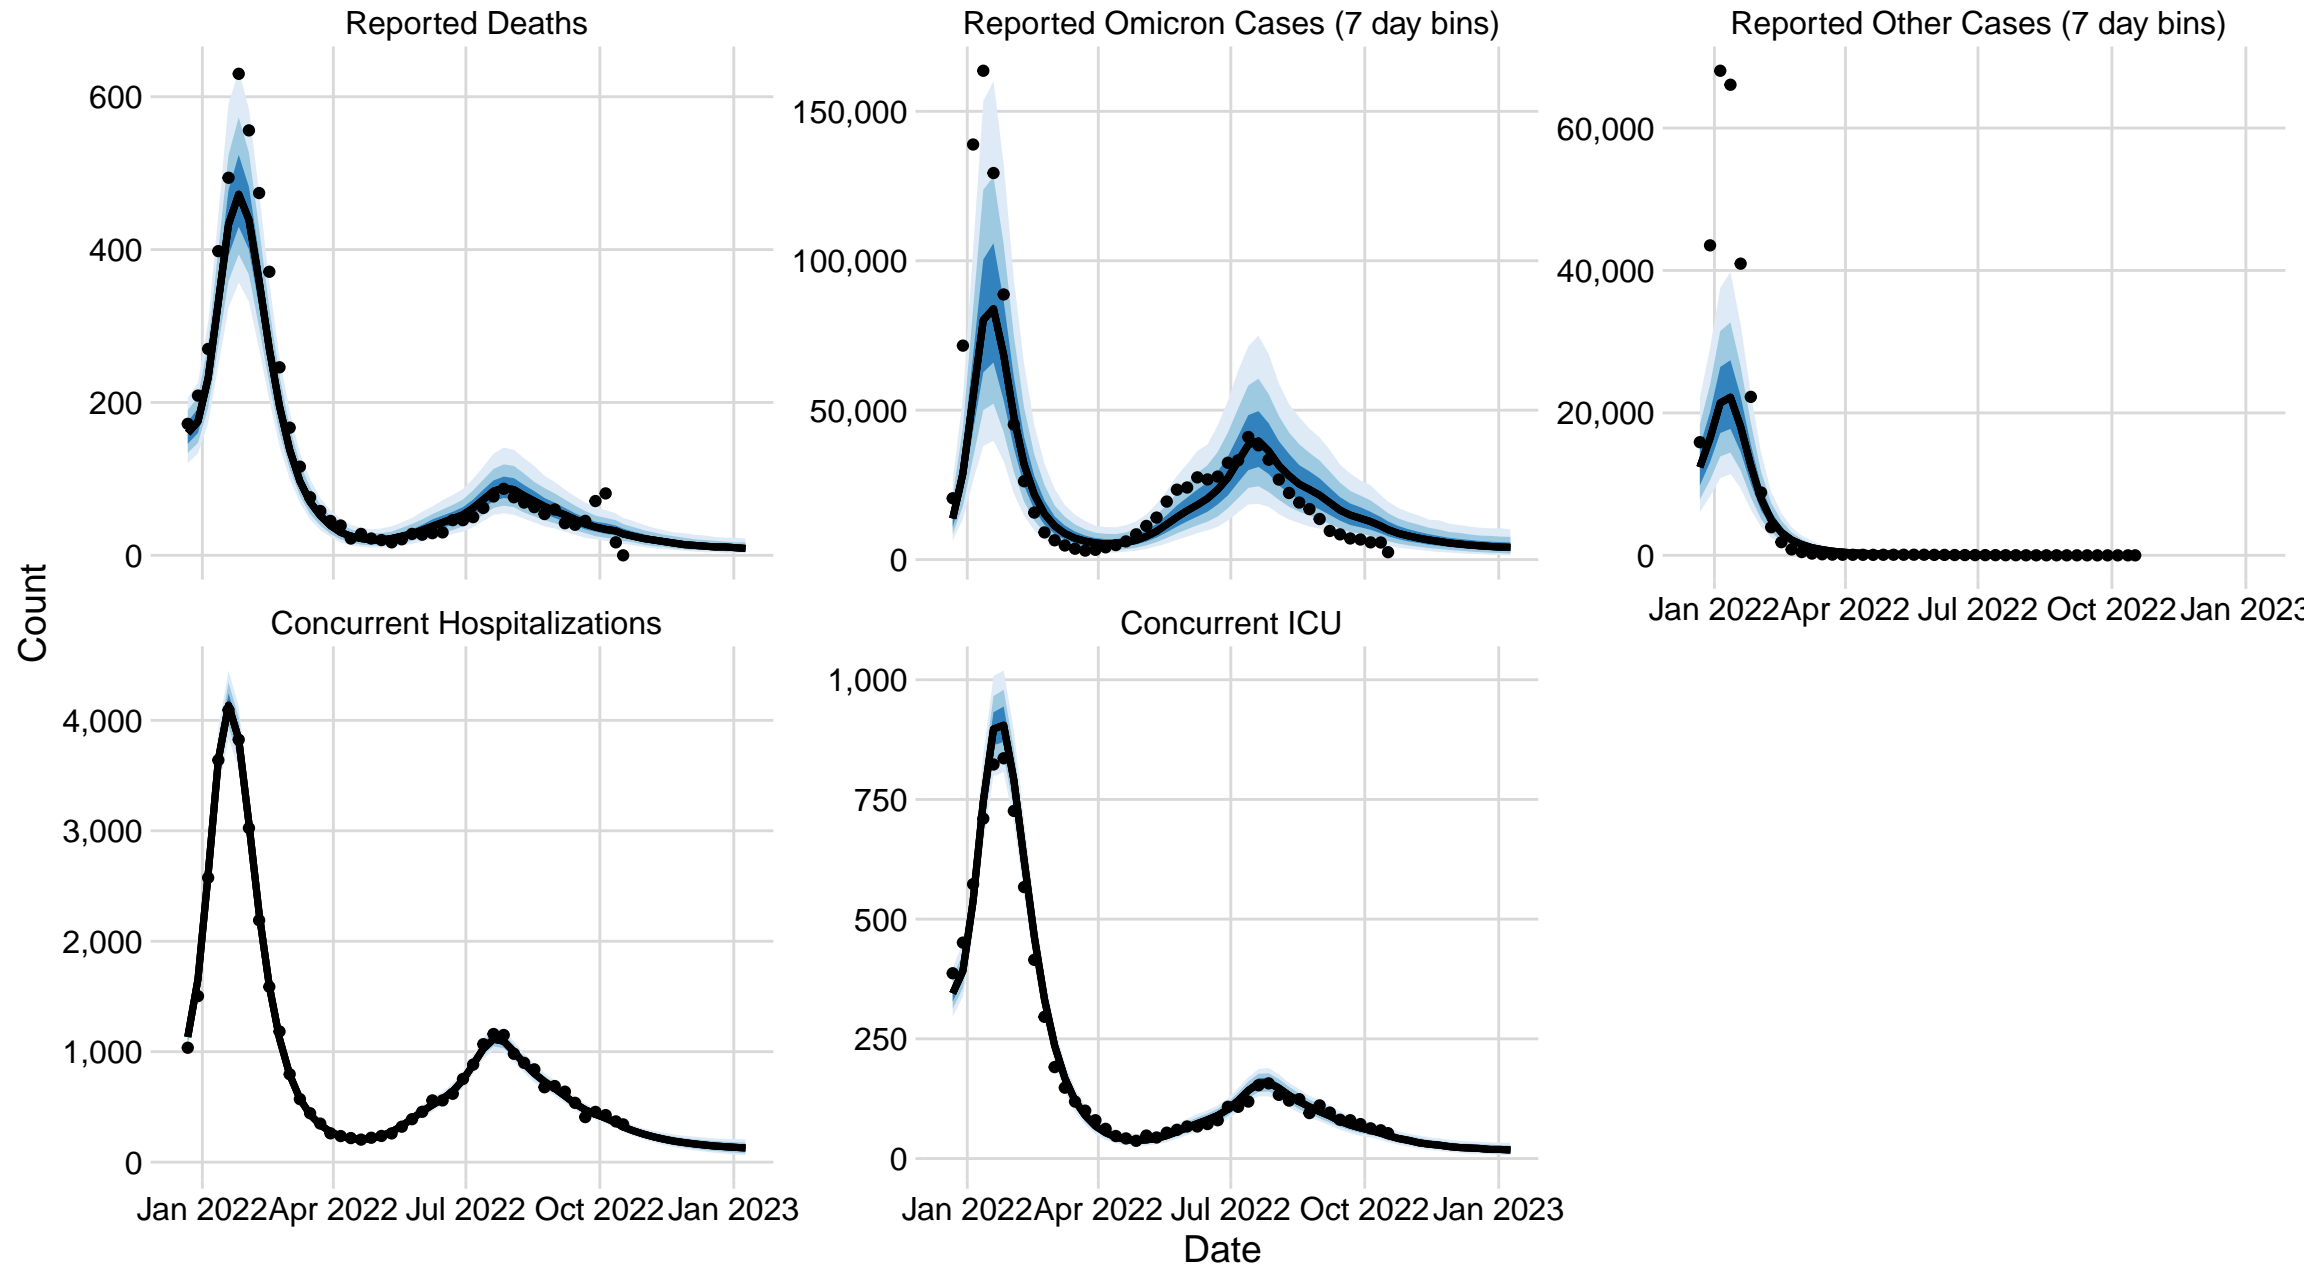 Reported Deaths
Reported Omicron Cases (7 day bins)
Reported Other Cases (7 day bins)
600
400
200
0
150,000
100,000
50,000
0
60,000
40,000
20,000
0
Jan 2022 Apr 2022 Jul 2022 Oct 2022 Jan 2023
Count
Concurrent Hospitalizations
Concurrent ICU
4,000
3,000
2,000
1,000
0
1,000
750
500
250
0
Jan 2022 Apr 2022 Jul 2022 Oct 2022 Jan 2023
Jan 2022 Apr 2022 Jul 2022 Oct 2022 Jan 2023
Date